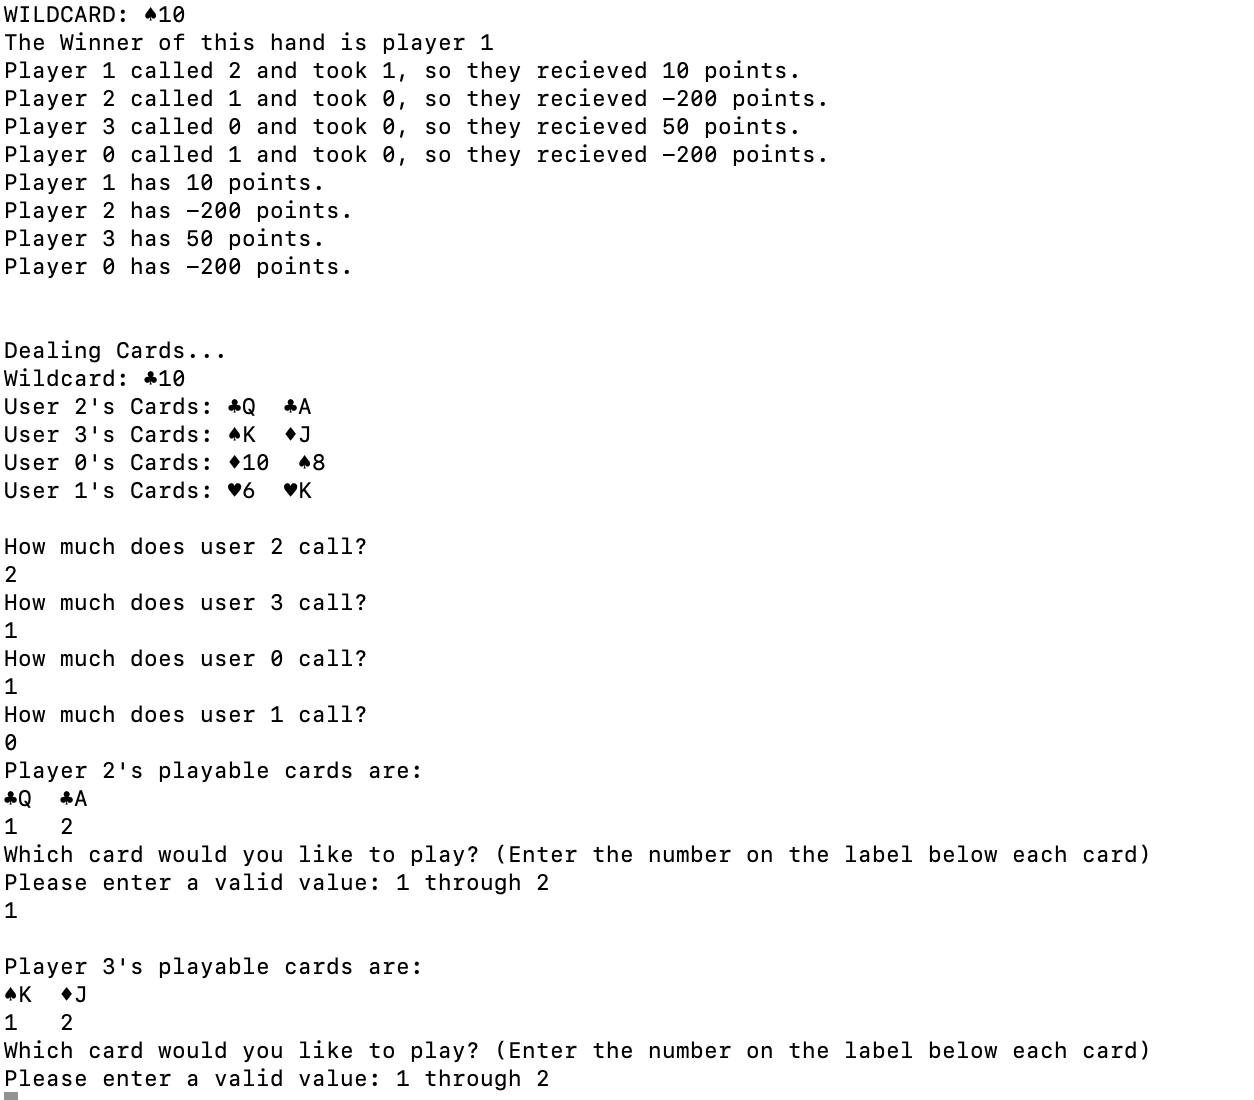 WILDCARD: ♠10
The Winner of this hand is player 1
Player 1 called 2 and took 1, so they recieved 10 points.
Player 2 called 1 and took 0, so they recieved -200 points.
Player 3 called 0 and took 0, so they recieved 50 points.
Player 0 called 1 and took 0, so they recieved -200 points.
Player 1 has 10 points.
Player 2 has -200 points.
Player 3 has 50 points.
Player 0 has -200 points.
Dealing Cards...
Wildcard: ♣10
User 2's Cards: ♣Q  ♣A
User 3's Cards: ♠K  ♦J
User 0's Cards: ♦10  ♠8
User 1's Cards: ♥6  ♥K
How much does user 2 call?
2
How much does user 3 call?
1
How much does user 0 call?
1
How much does user 1 call?
0
Player 2's playable cards are:
♣Q  ♣A
1   2
Which card would you like to play? (Enter the number on the label below each card)
Please enter a valid value: 1 through 2
1
Player 3's playable cards are:
♠K  ♦J
1   2
Which card would you like to play? (Enter the number on the label below each card)
Please enter a valid value: 1 through 2